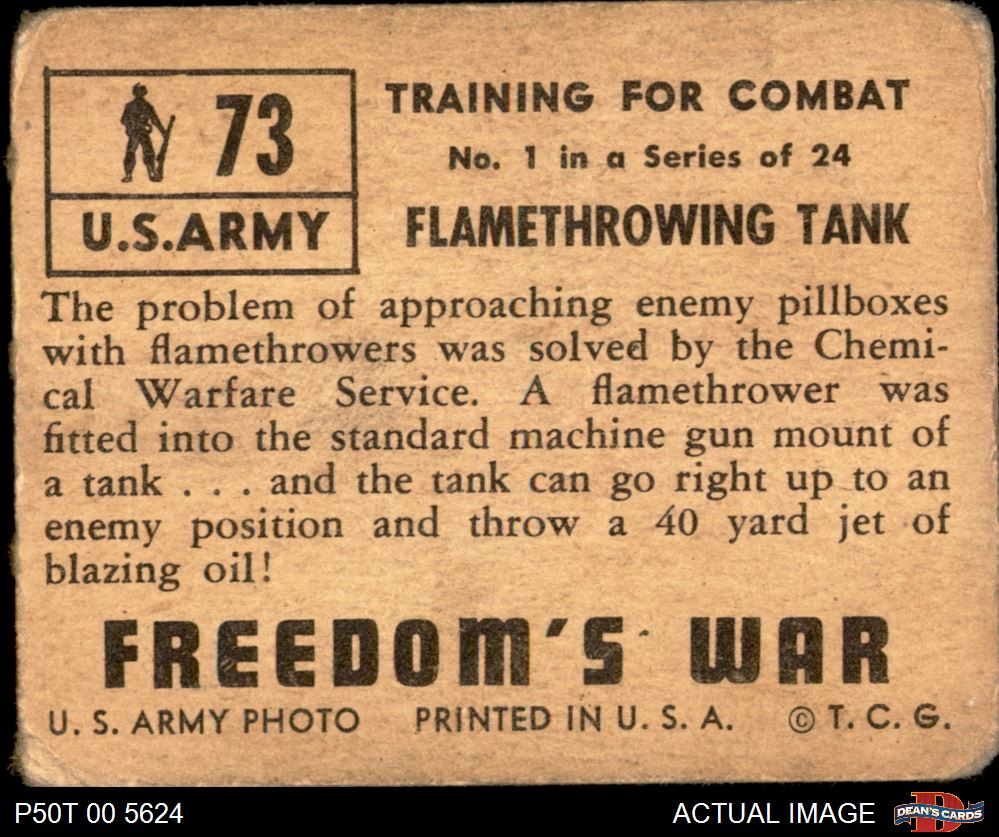 73
U.S.ARMY
TRAINING FOR COMBAT
No. 1 in a Series of 24
FLAMETHROWING TANK
The problem of approaching enemy pillboxes
with flamethrowers was solved by the Chemi-
cal Warfare Service. A flamethrower was
fitted into the standard machine gun mount of
a tank . . . and the tank can go right up to an
enemy position and throw a 40 yard jet of
blazing oil!
FREEDOM'S WAR
U. S. ARMY PHOTO PRINTED IN U. S. A. © T. C. G.
P50T 00 5624 ACTUAL IMAGE D DEAN'S CARDS